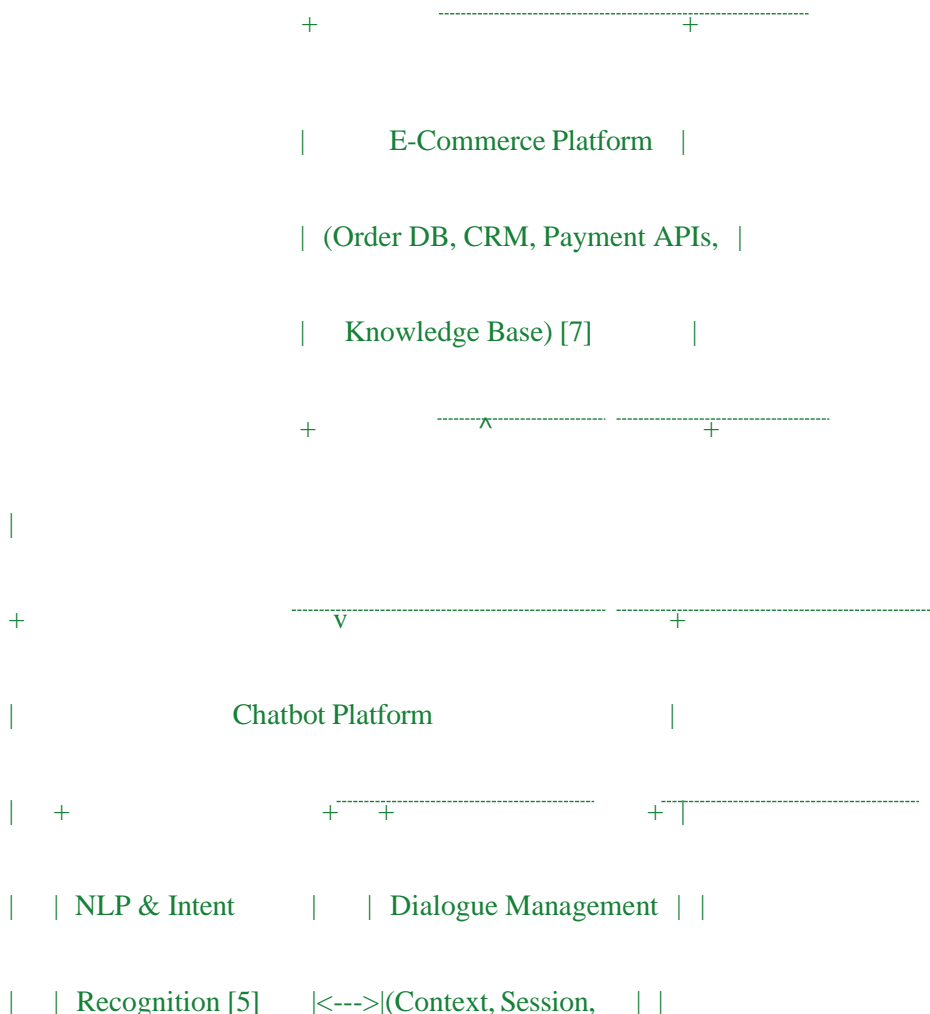 + --- +
| E-Commerce Platform |
| (Order DB, CRM, Payment APIs, |
| Knowledge Base) [7] |
+ --- ^ --- +
|
+ --- v --- +
| Chatbot Platform |
| + --- + + --- + |
| | NLP & Intent | | Dialogue Management | |
| | Recognition [5] |<--->|(Context, Session, | |